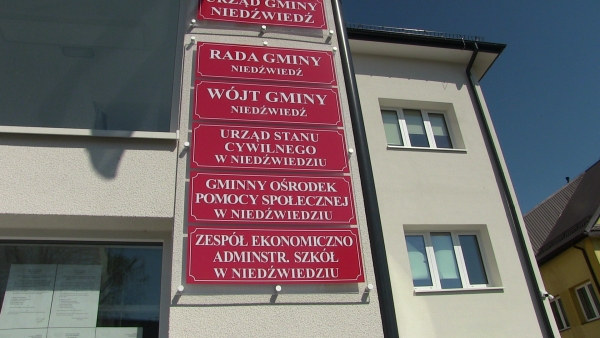 URZĄD GMINY
NIEDŹWIEDŹ
RADA GMINY
NIEDŹWIEDŹ
WÓJT GMINY
NIEDŹWIEDŹ
URZĄD STANU
CYWILNEGO
W NIEDŹWIEDZIU
GMINNY OŚRODEK
POMOCY SPOŁECZNEJ
W NIEDŹWIEDZIU
ZESPÓŁ EKONOMICZNO
ADMINSTR. SZKÓŁ
W NIEDŹWIEDZIU